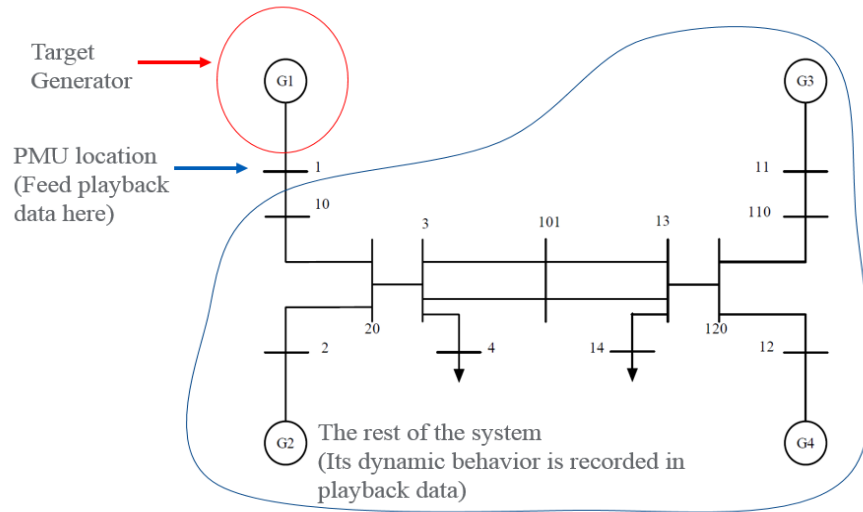 Target
Generator
G1
G3
PMU location
(Feed playback
data here)
1
11
10
110
3
101
13
20
120
2
4
14
12
G2
G4
The rest of the system
(Its dynamic behavior is recorded in
playback data)